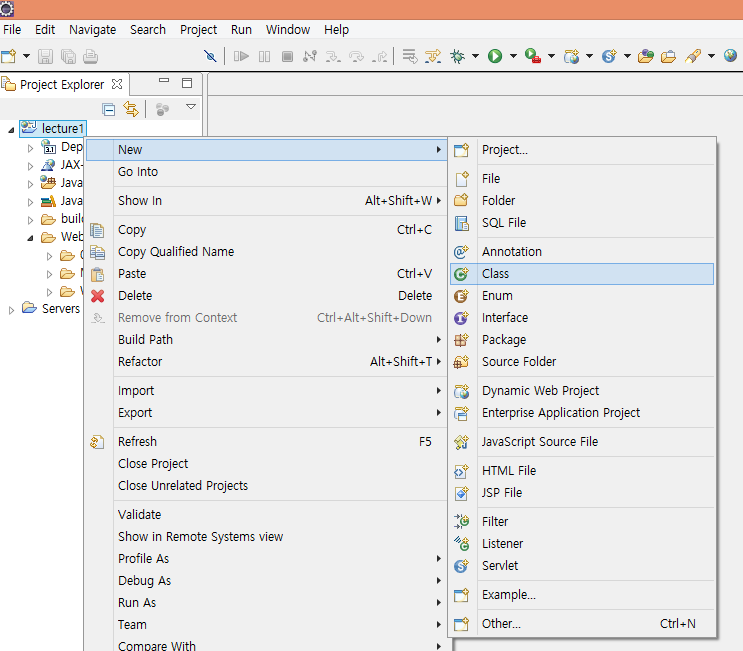 File Edit Navigate Search Project Run Window Help
Project Explorer
lecture1
Dep
JAX-
Java
Java
build
Web
Servers
New
Go Into
Show In Alt+Shift+W
Copy Ctrl+C
Copy Qualified Name
Paste Ctrl+V
Delete Delete
Remove from Context Ctrl+Alt+Shift+Down
Build Path
Refactor Alt+Shift+T
Import
Export
Refresh F5
Close Project
Close Unrelated Projects
Validate
Show in Remote Systems view
Profile As
Debug As
Run As
Team
Compare With
Project...
File
Folder
SQL File
Annotation
Class
Enum
Interface
Package
Source Folder
Dynamic Web Project
Enterprise Application Project
JavaScript Source File
HTML File
JSP File
Filter
Listener
Servlet
Example...
Other... Ctrl+N